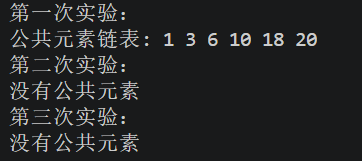 第一次实验：
公共元素链表: 1 3 6 10 18 20
第二次实验：
没有公共元素
第三次实验：
没有公共元素